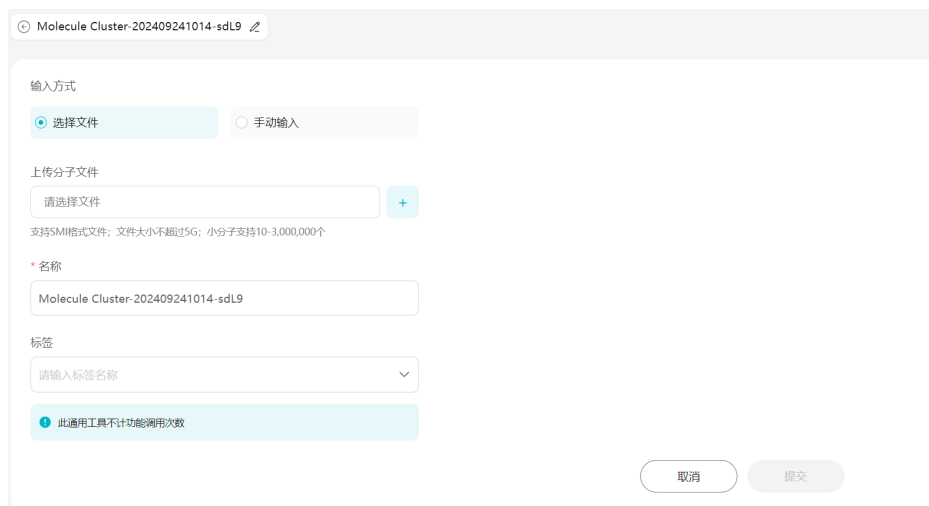 Molecule Cluster-202409241014-sdL9
输入方式
选择文件
手动输入
上传分子文件
请选择文件
+
支持SMI格式文件；文件大小不超过5G；小分子支持10-3,000,000个
* 名称
Molecule Cluster-202409241014-sdL9
标签
请输入标签名称
此通用工具不计功能调用次数
取消
提交